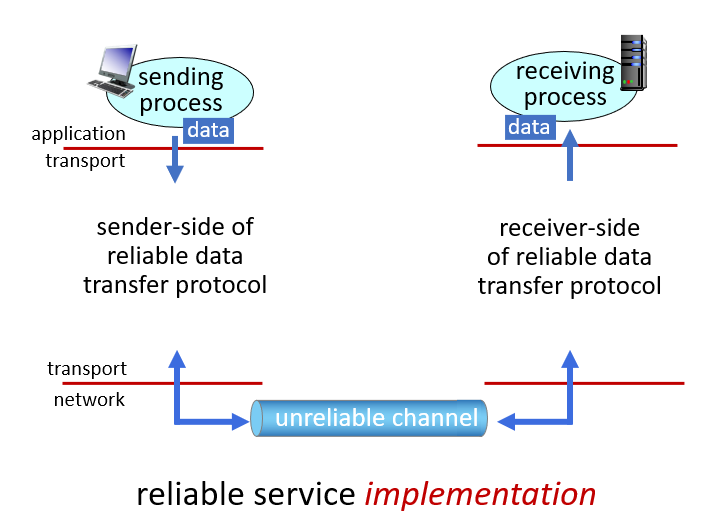 sending
process
data
application
transport
receiving
process
data
sender-side of
reliable data
transfer protocol
receiver-side
of reliable data
transfer protocol
transport
network
unreliable channel
reliable service implementation